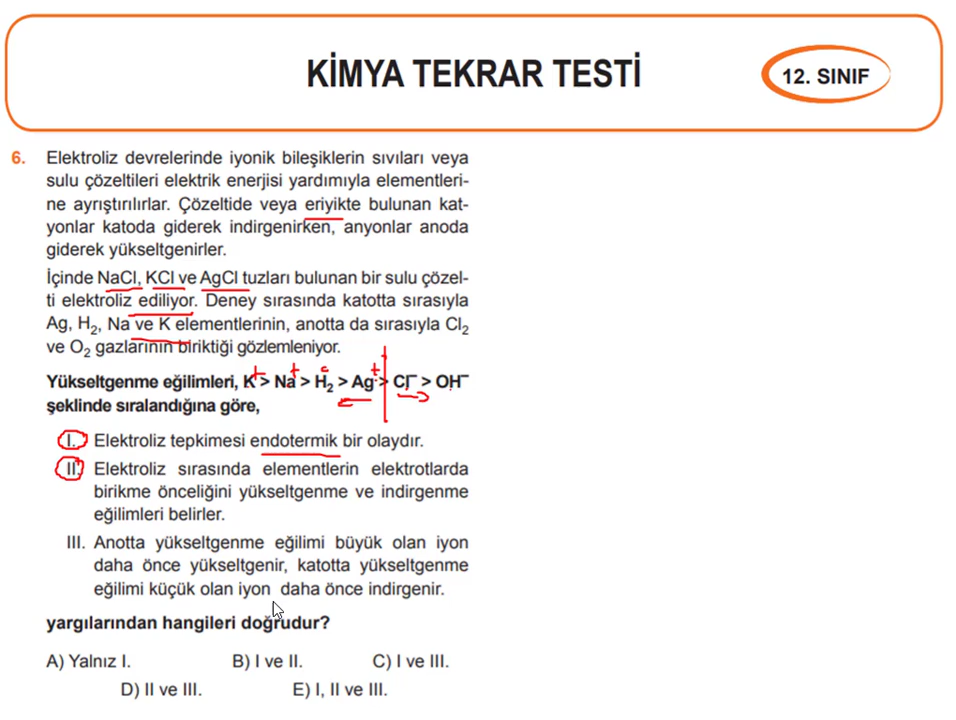 KİMYA TEKRAR TESTİ
12. SINIF
6. Elektroliz devrelerinde iyonik bileşiklerin sıvıları veya
sulu çözeltileri elektrik enerjisi yardımıyla elementleri-
ne ayrıştırılırlar. Çözeltide veya eriyikte bulunan kat-
yonlar katoda giderek indirgenirken, anyonlar anoda
giderek yükseltgenirler.
İçinde NaCl, KCl ve AgCl tuzları bulunan bir sulu çözel-
ti elektroliz ediliyor. Deney sırasında katotta sırasıyla
Ag, H₂, Na ve K elementlerinin, anotta da sırasıyla Cl₂
ve O₂ gazlarının biriktiği gözlemleniyor.
Yükseltgenme eğilimleri, K⁺ > Na⁺ > H₂ > Ag⁺ > Cl⁻ > OH⁻
şeklinde sıralandığına göre,
I. Elektroliz tepkimesi endotermik bir olaydır.
II. Elektroliz sırasında elementlerin elektrotlarda
birikme önceliğini yükseltgenme ve indirgenme
eğilimleri belirler.
III. Anotta yükseltgenme eğilimi büyük olan iyon
daha önce yükseltgenir, katotta yükseltgenme
eğilimi küçük olan iyon daha önce indirgenir.
yargılarından hangileri doğrudur?
A) Yalnız I. B) I ve II. C) I ve III.
D) II ve III. E) I, II ve III.